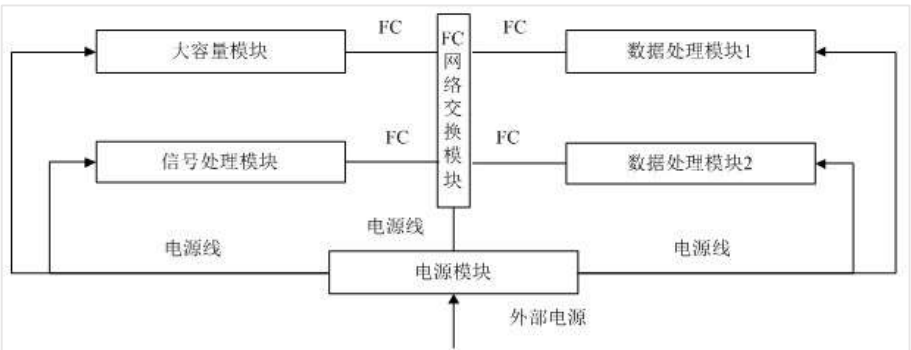 FC
FC
大容量模块
FC网络交换模块
数据处理模块1
FC
FC
信号处理模块
数据处理模块2
电源线
电源线
电源线
电源模块
外部电源